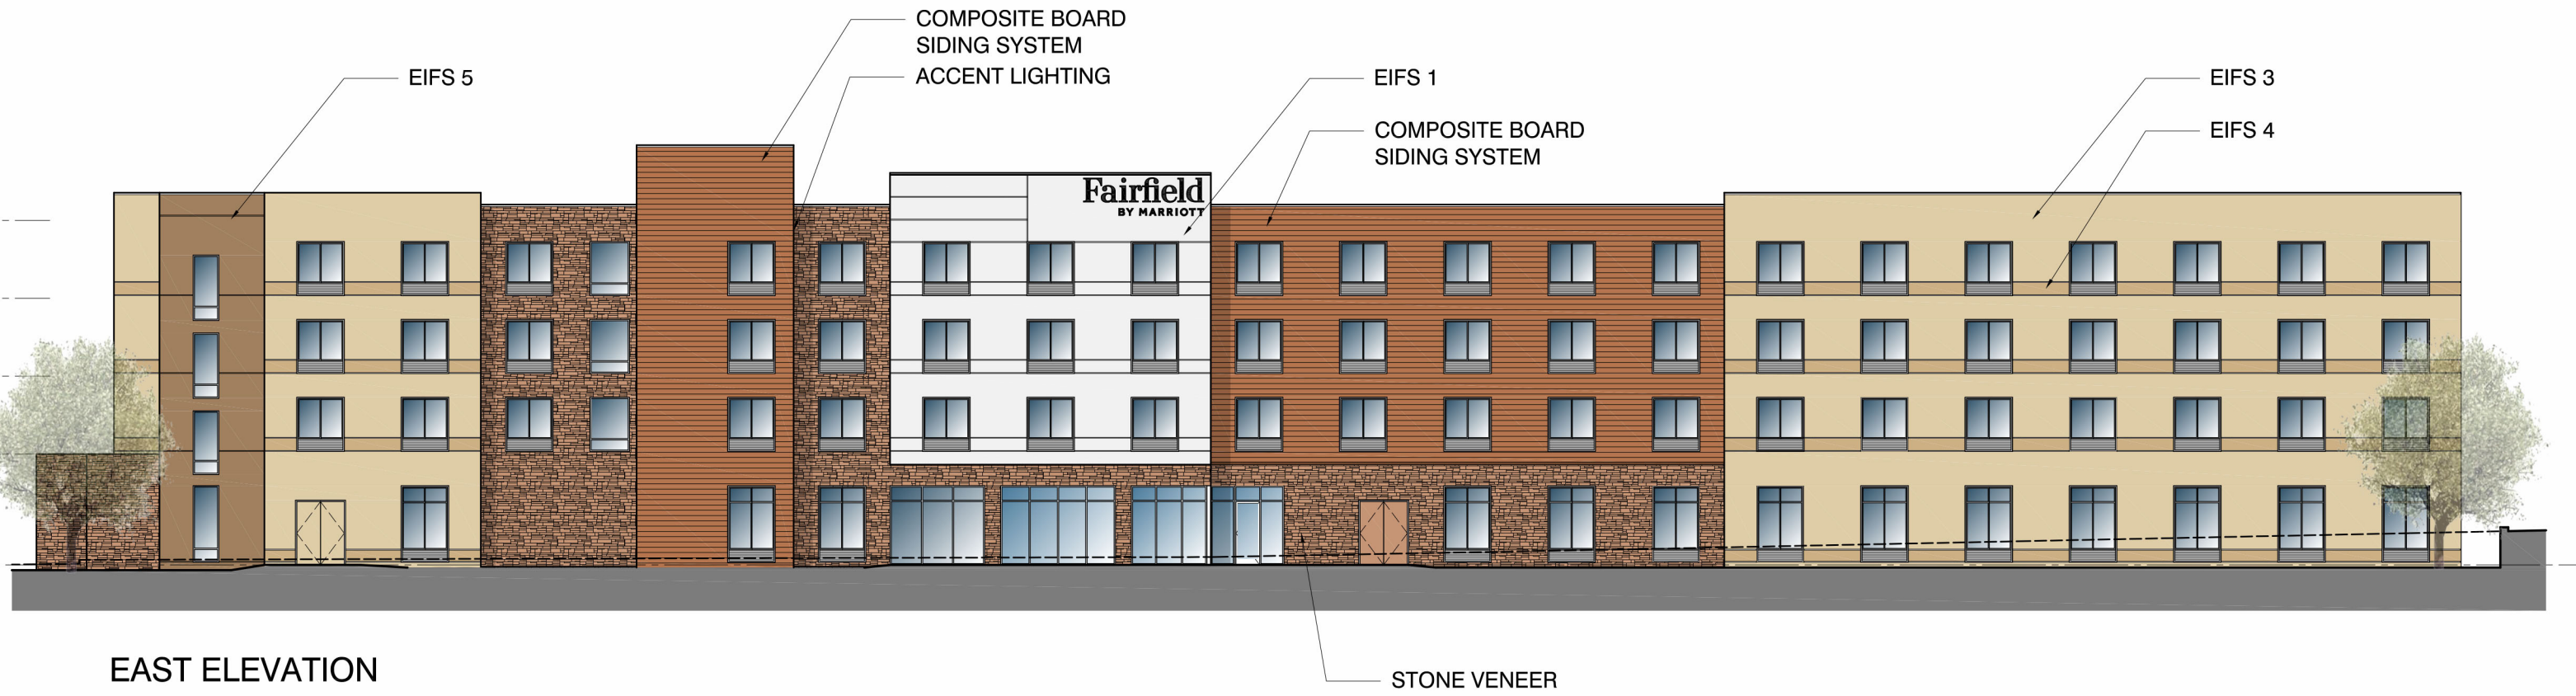 COMPOSITE BOARD
SIDING SYSTEM
ACCENT LIGHTING
EIFS 5
EIFS 1
COMPOSITE BOARD
SIDING SYSTEM
EIFS 3
EIFS 4
Fairfield
BY MARRIOTT
STONE VENEER
EAST ELEVATION